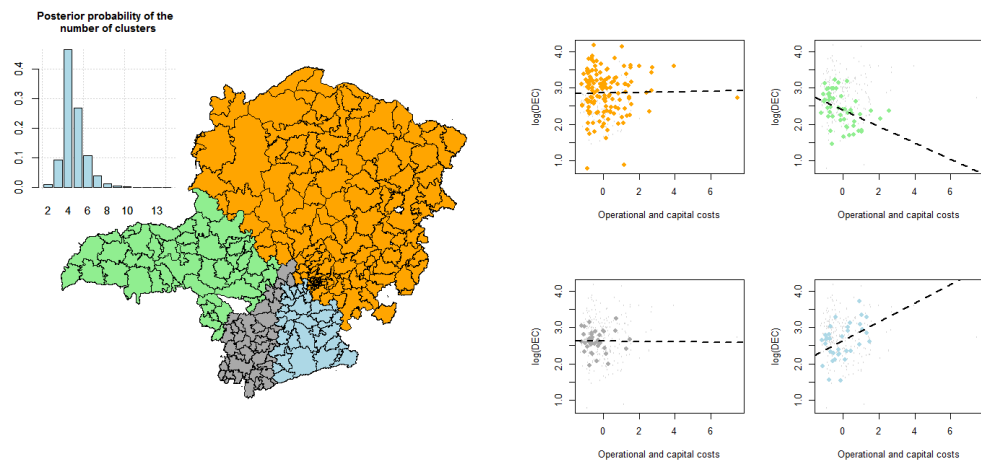 Posterior probability of the
number of clusters
0.4
0.3
0.2
0.1
0.0
2 4 6 8 10 13
4.0
3.0
2.0
1.0
log(DEC)
0 2 4 6
Operational and capital costs
4.0
3.0
2.0
1.0
log(DEC)
0 2 4 6
Operational and capital costs
4.0
3.0
2.0
1.0
log(DEC)
0 2 4 6
Operational and capital costs
4.0
3.0
2.0
1.0
log(DEC)
0 2 4 6
Operational and capital costs